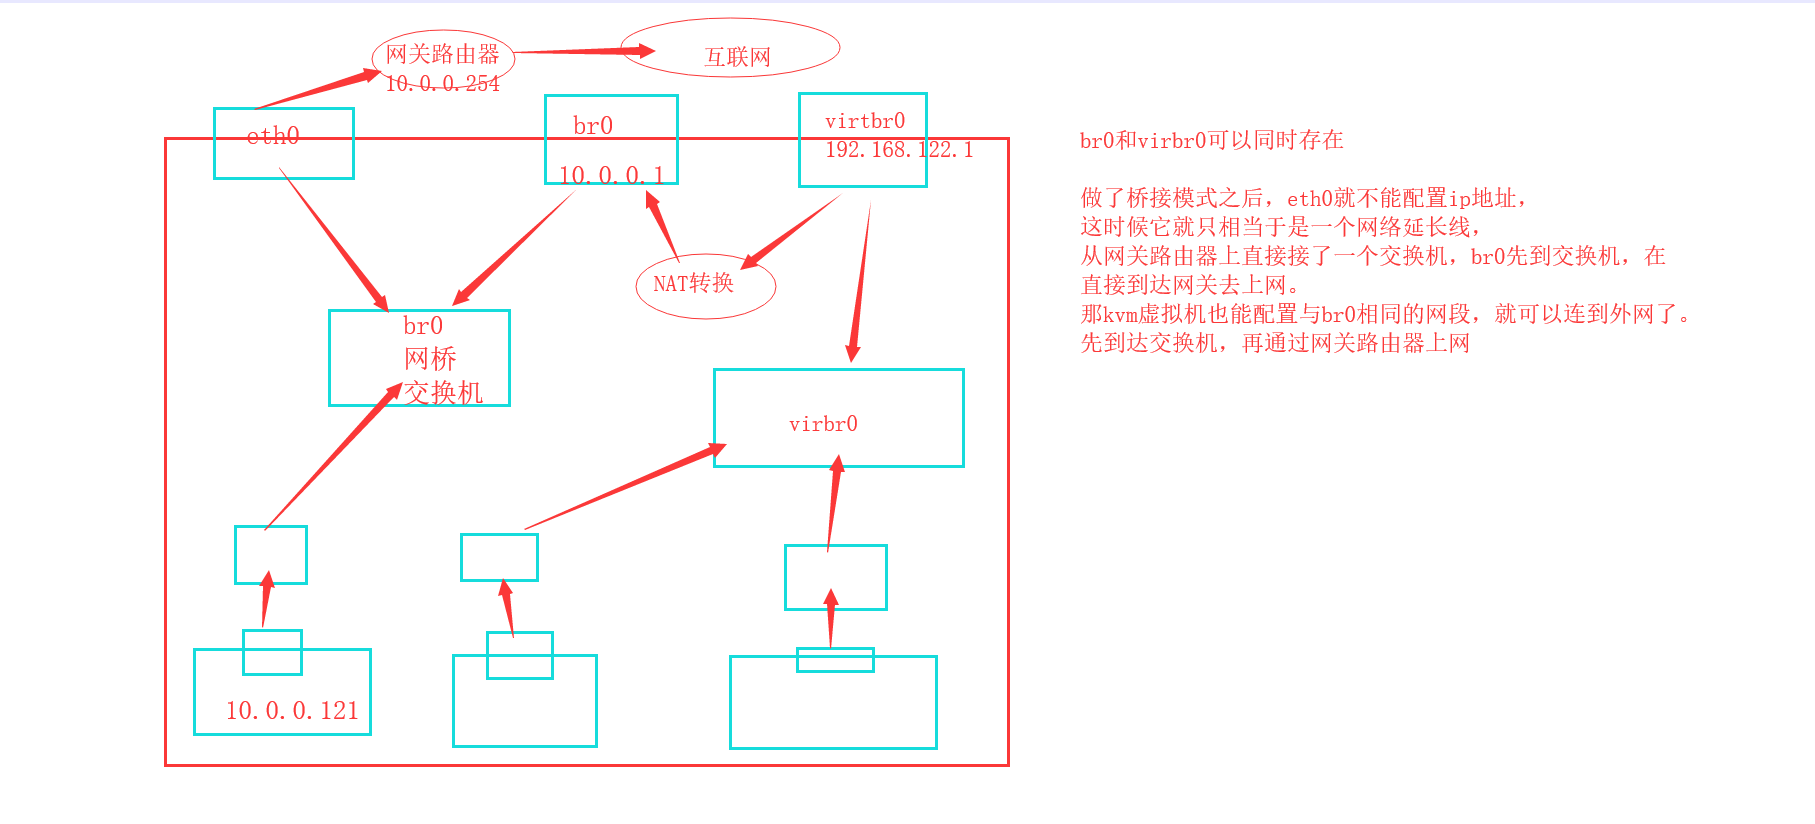 网关路由器
10.0.0.254
互联网
eth0
br0
10.0.0.1
virtbr0
192.168.122.1
NAT转换
br0
网桥
交换机
virbr0
10.0.0.121
br0和virbr0可以同时存在
做了桥接模式之后，eth0就不能配置ip地址，
这时候它就只相当于是一个网络延长线，
从网关路由器上直接接了一个交换机，br0先到交换机，在
直接到达网关去上网。
那kvm虚拟机也能配置与br0相同的网段，就可以连到外网了。
先到达交换机，再通过网关路由器上网